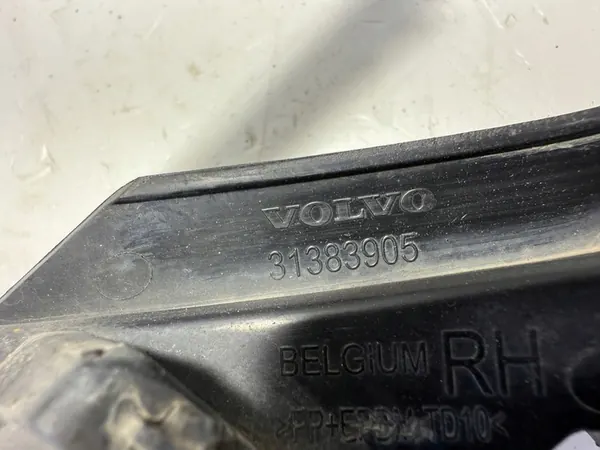 VOLVO
31383905
BELGIUM RH
>PP+EPDM-TD10<